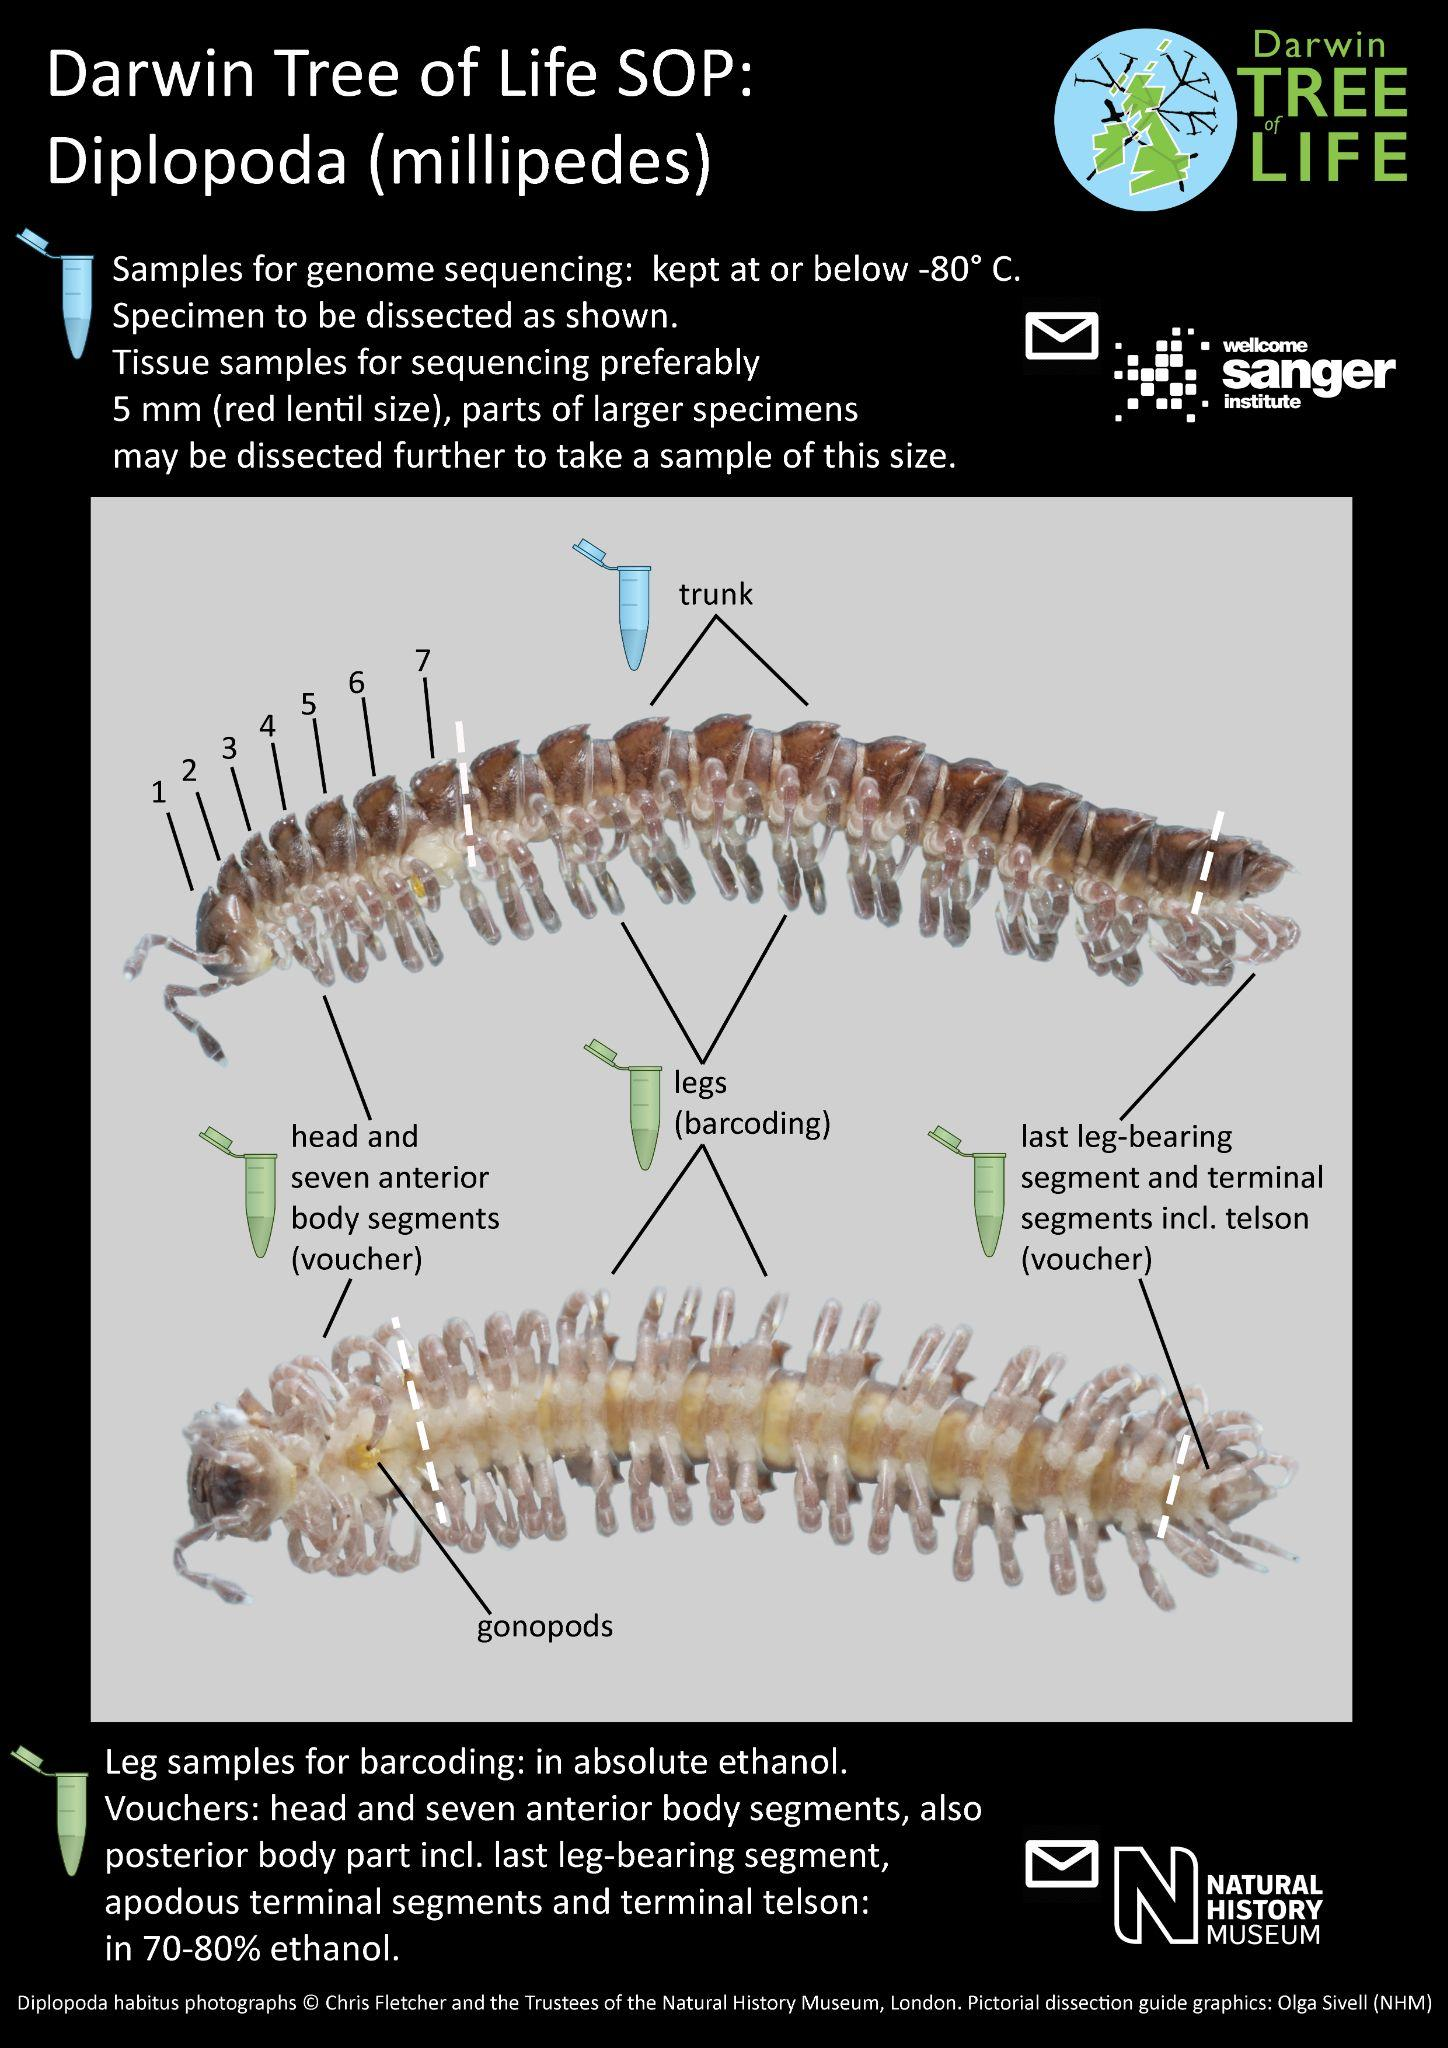 Darwin Tree of Life SOP:
Diplopoda (millipedes)
Darwin
TREE
of
LIFE
Samples for genome sequencing:  kept at or below -80° C.
Specimen to be dissected as shown.
Tissue samples for sequencing preferably
5 mm (red lentil size), parts of larger specimens
may be dissected further to take a sample of this size.
wellcome
sanger
institute
trunk
1
2
3
4
5
6
7
legs
(barcoding)
head and
seven anterior
body segments
(voucher)
last leg-bearing
segment and terminal
segments incl. telson
(voucher)
gonopods
Leg samples for barcoding: in absolute ethanol.
Vouchers: head and seven anterior body segments, also
posterior body part incl. last leg-bearing segment,
apodous terminal segments and terminal telson:
in 70-80% ethanol.
N
NATURAL
HISTORY
MUSEUM
Diplopoda habitus photographs © Chris Fletcher and the Trustees of the Natural History Museum, London. Pictorial dissection guide graphics: Olga Sivell (NHM)